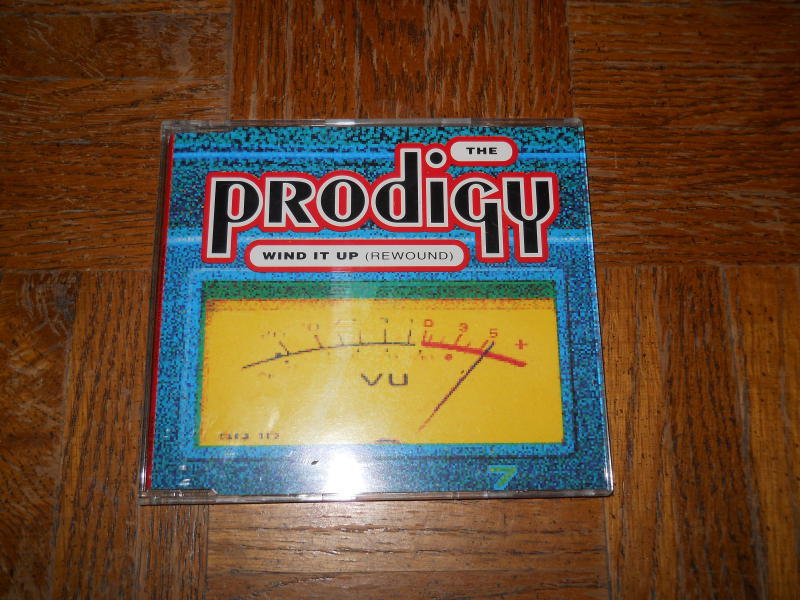 THE
PRODIGY
WIND IT UP (REWOUND)
0 3 5 +
VU
7